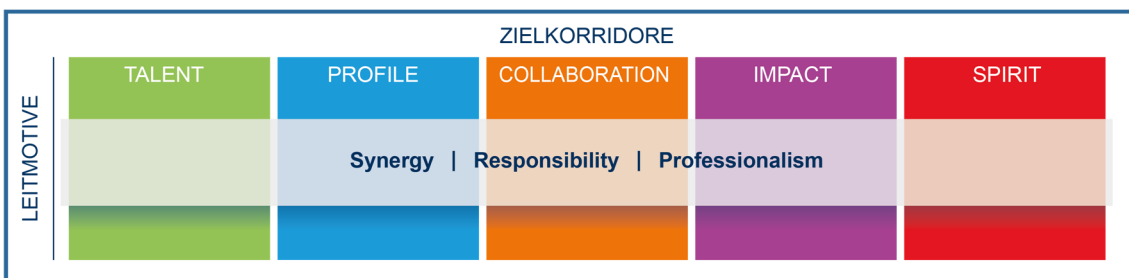 ZIELKORRIDORE
LEITMOTIVE
TALENT
PROFILE
COLLABORATION
IMPACT
SPIRIT
Synergy | Responsibility | Professionalism